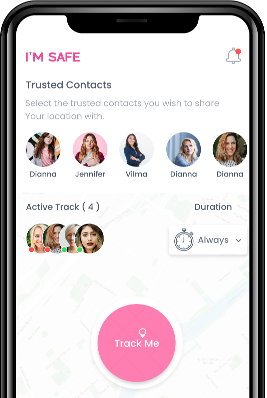 I'M SAFE
Trusted Contacts
Select the trusted contacts you wish to share
Your location with.
Dianna Jennifer Vilma Dianna Dianna
Active Track ( 4 ) Duration
Always
Track Me